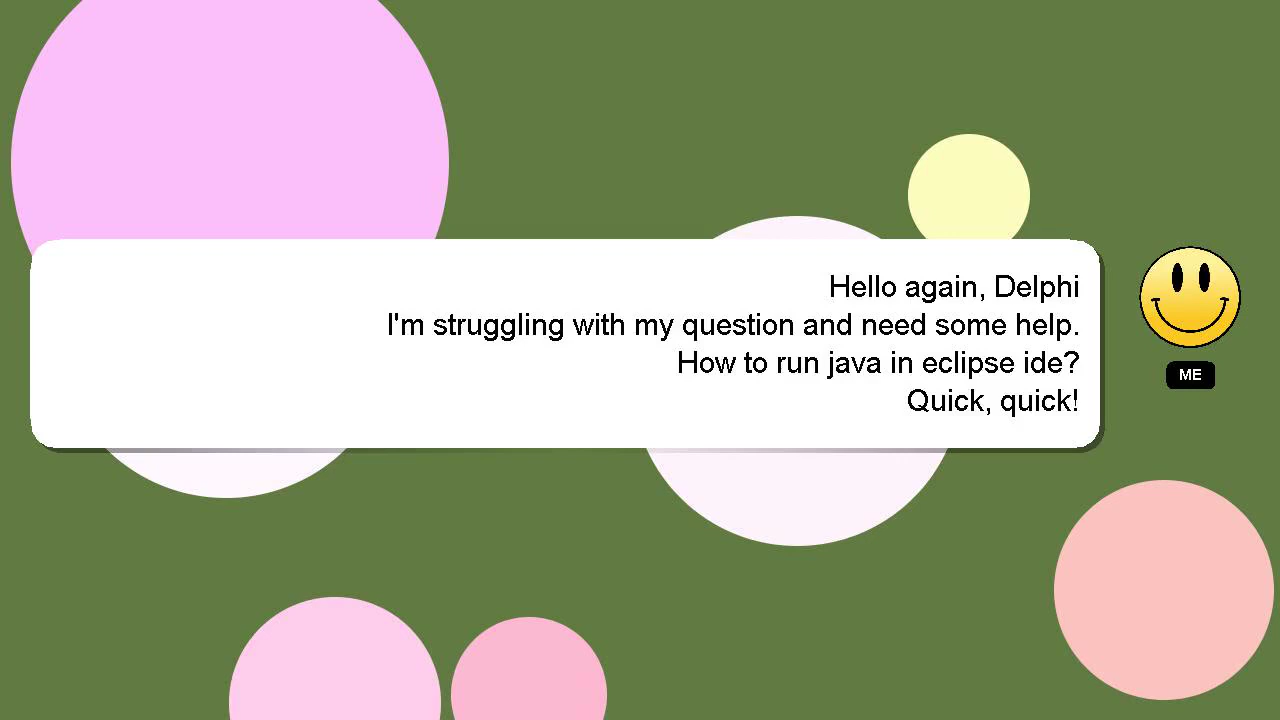 Hello again, Delphi
I'm struggling with my question and need some help.
How to run java in eclipse ide?
Quick, quick!
ME